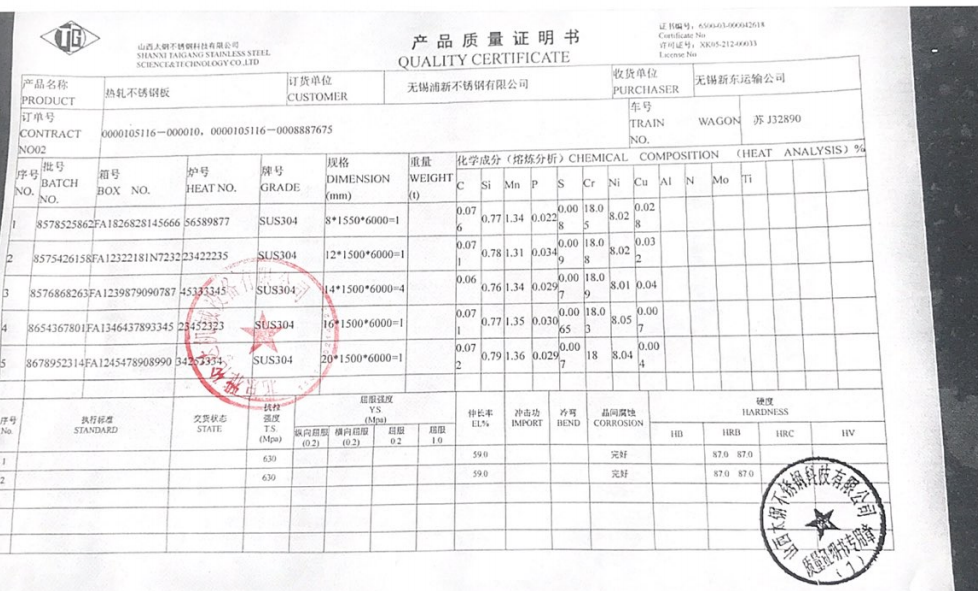 TG
山西太钢不锈钢科技有限公司
SHANXI TAIGANG STAINLESS STEEL
SCIENCE&TECHNOLOGY CO.,LTD
产品质量证明书
QUALITY CERTIFICATE
证书编号：6500-03-000042618
Certificate No
许可证号：XK05-212-00033
License No
产品名称
PRODUCT
热轧不锈钢板
订货单位
CUSTOMER
无锡浦新不锈钢有限公司
收货单位
PURCHASER
无锡新东运输公司
订单号
CONTRACT
NO02
0000105116-000010，0000105116-0008887675
车号
TRAIN WAGON
NO.
苏 J32890
序号
NO.
批号
BATCH
NO.
箱号
BOX NO.
炉号
HEAT NO.
牌号
GRADE
规格
DIMENSION
(mm)
重量
WEIGHT
(t)
化学成分（熔炼分析）CHEMICAL COMPOSITION (HEAT ANALYSIS) %
C Si Mn P S Cr Ni Cu Al N Mo Ti
1 8578525862 FA1826828145666 56589877 SUS304 8*1550*6000=1 0.076 0.77 1.34 0.022 0.008 18.05 8.02 0.028
2 8575426158 FA12322181N7232 23422235 SUS304 12*1500*6000=1 0.071 0.78 1.31 0.034 0.009 18.08 8.02 0.032
3 8576868263 FA1239879090787 45333345 SUS304 14*1500*6000=4 0.06 0.76 1.34 0.029 0.007 18.09 8.01 0.04
4 8654367801 FA1346437893345 23452323 SUS304 16*1500*6000=1 0.071 0.77 1.35 0.030 0.0065 18.03 8.05 0.007
5 8678952314 FA1245478908990 34253334 SUS304 20*1500*6000=1 0.072 0.79 1.36 0.029 0.007 18 8.04 0.004
序号
No.
执行标准
STANDARD
交货状态
STATE
抗拉
强度
T.S.
(Mpa)
屈服强度
Y.S.
(Mpa)
纵向屈服
(0.2)
横向屈服
(0.2)
屈服
0.2
屈服
1.0
伸长率
EL%
冲击功
IMPORT
冷弯
BEND
晶间腐蚀
CORROSION
硬度
HARDNESS
HB HRB HRC HV
1 630 59.0 完好 87.0 87.0
2 630 59.0 完好 87.0 87.0
山西太钢不锈钢科技有限公司
质量证明书专用章
(1)